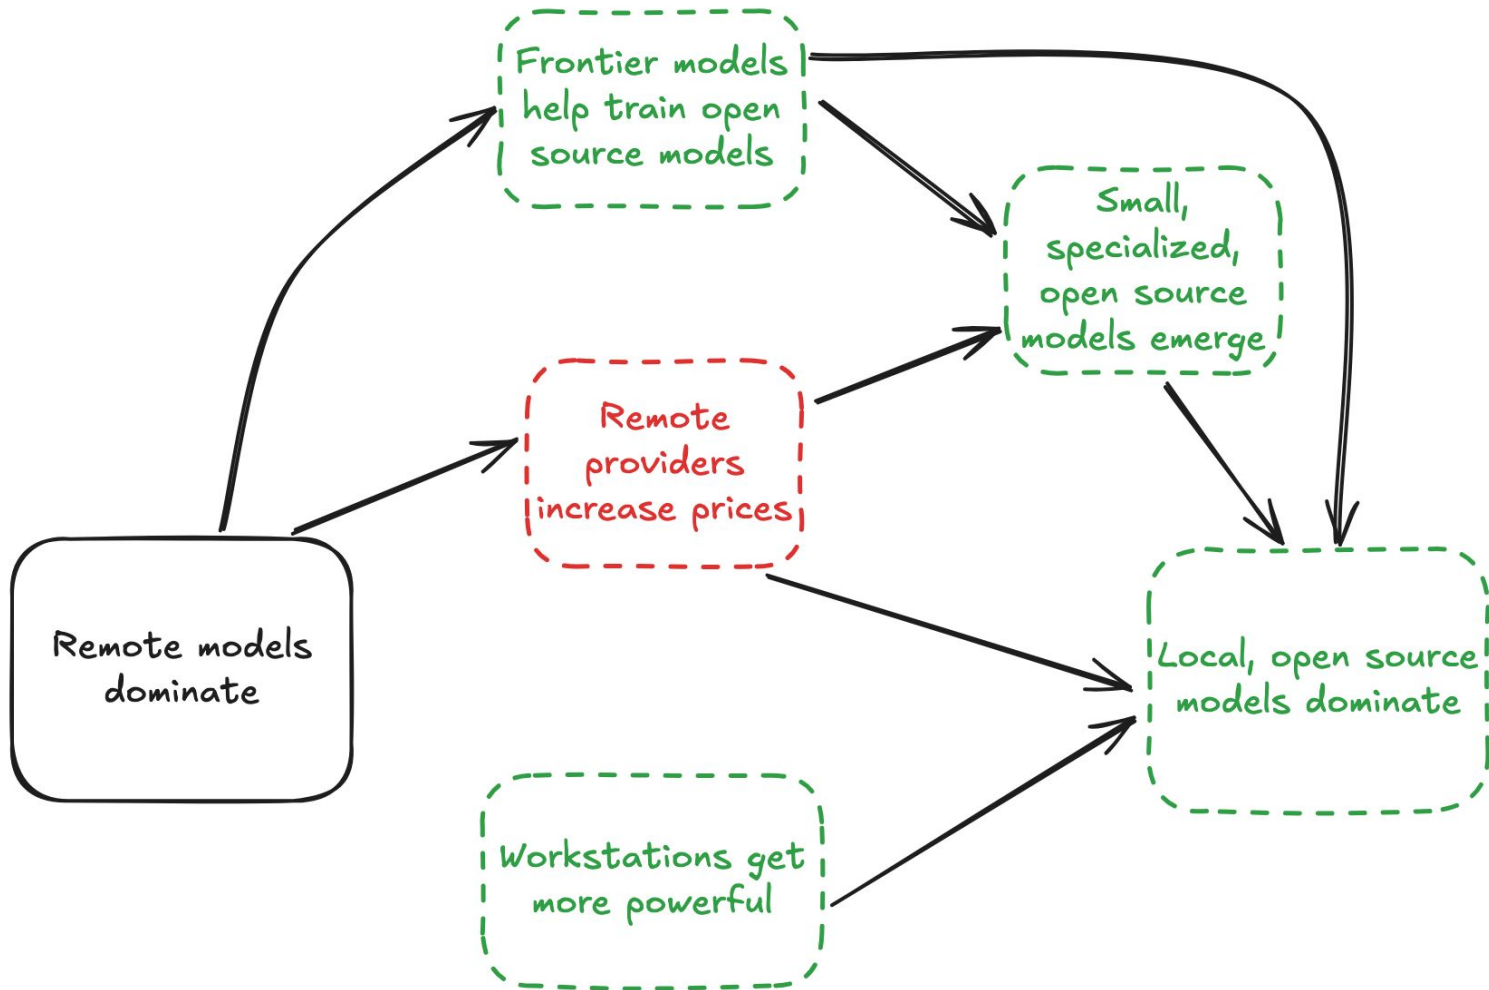 Frontier models
help train open
source models
Small,
specialized,
open source
models emerge
Remote
providers
increase prices
Remote models
dominate
Local, open source
models dominate
Workstations get
more powerful